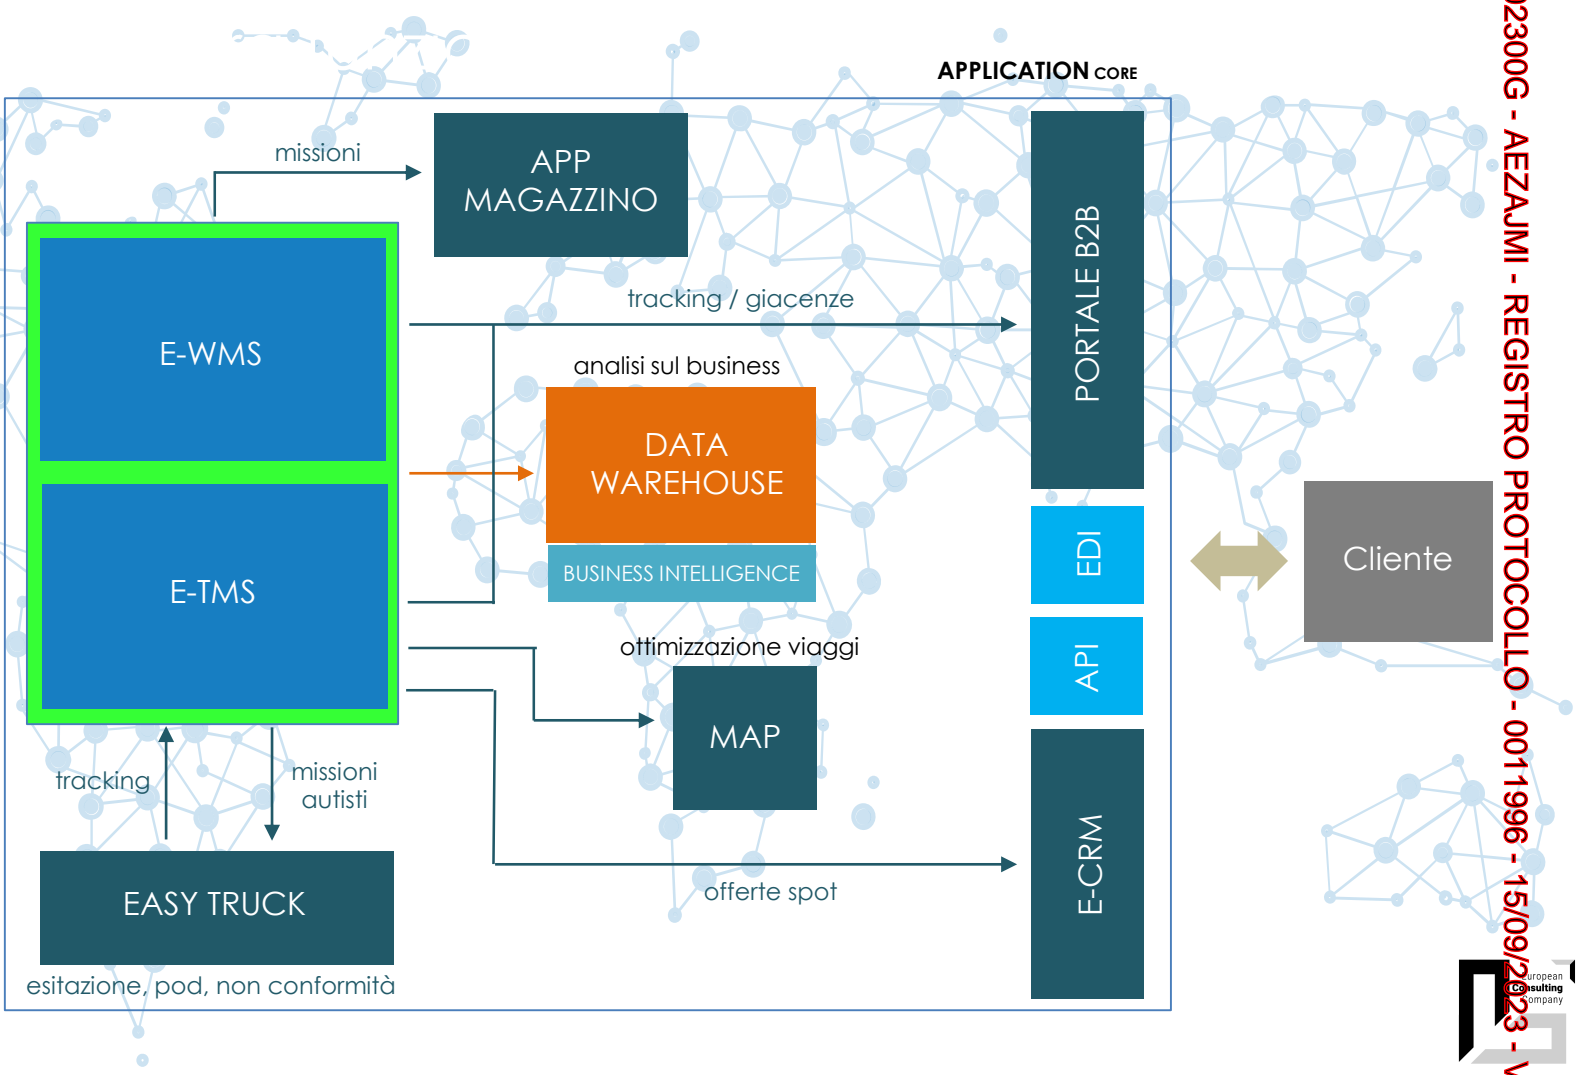 APPLICATION CORE
missioni
APP
MAGAZZINO
E-WMS
tracking / giacenze
PORTALE B2B
analisi sul business
DATA
WAREHOUSE
BUSINESS INTELLIGENCE
EDI
Cliente
E-TMS
ottimizzazione viaggi
API
MAP
tracking
missioni
autisti
E-CRM
EASY TRUCK
offerte spot
esitazione, pod, non conformità
02300G - AEZAJMI - REGISTRO PROTOCOLLO - 0011996 - 15/09/2023 -
European
Consulting
Company